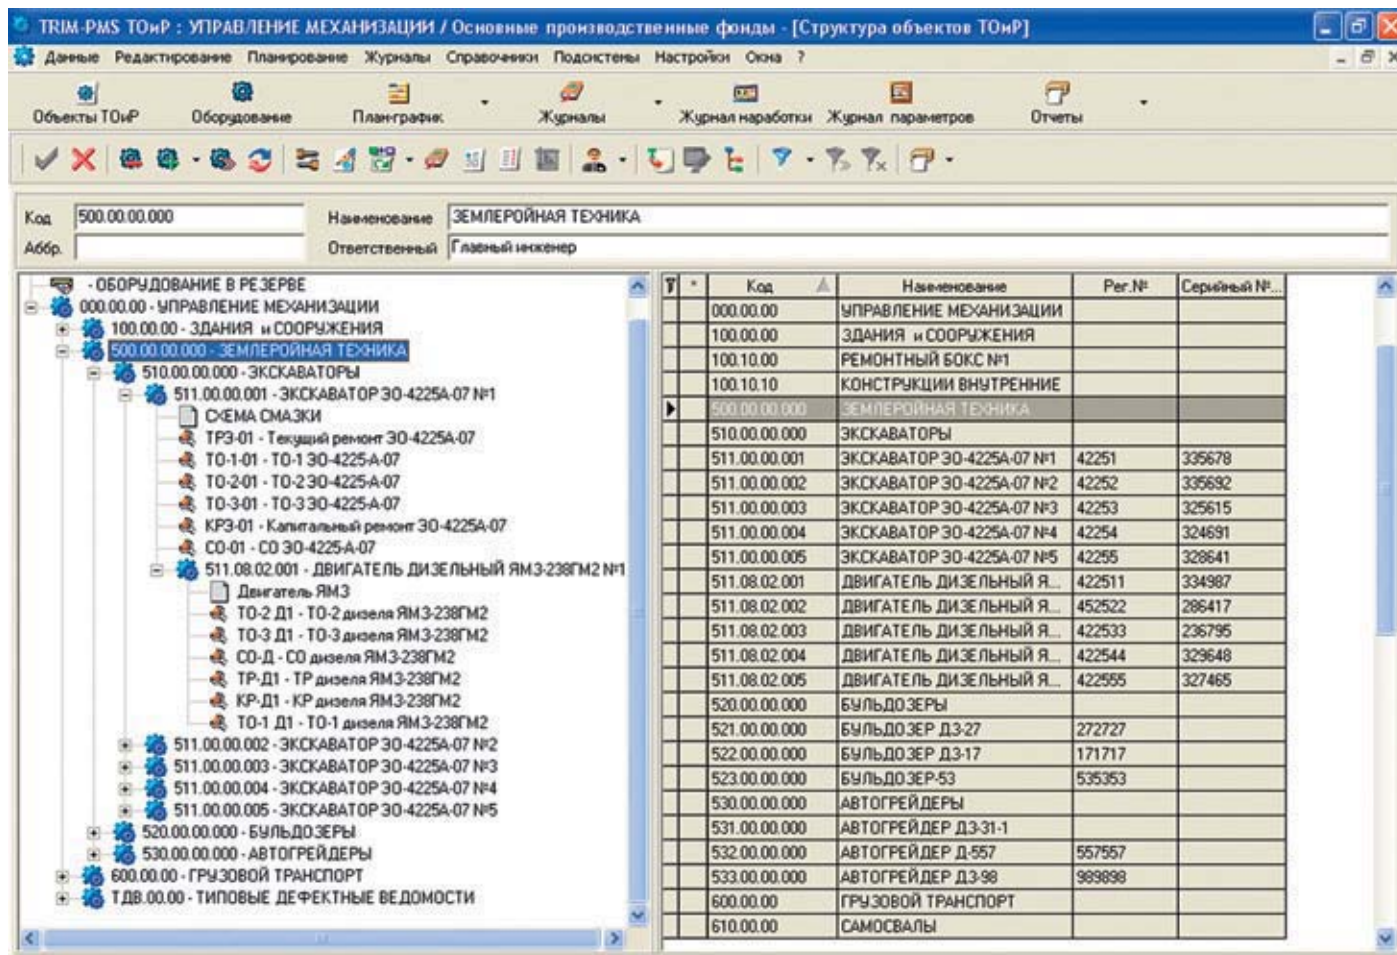 TRIM-PMS ТОиР : УПРАВЛЕНИЕ МЕХАНИЗАЦИИ / Основные производственные фонды - [Структура объектов ТОиР]
Данные Редактирование Планирование Журналы Справочники Подсистемы Настройки Окна ?
Объекты ТОиР Оборудование План-график Журналы Журнал наработки Журнал параметров Отчеты
Код 500.00.00.000 Наименование ЗЕМЛЕРОЙНАЯ ТЕХНИКА
Аббр. Ответственный Главный инженер
- ОБОРУДОВАНИЕ В РЕЗЕРВЕ
000.00.00 - УПРАВЛЕНИЕ МЕХАНИЗАЦИИ
100.00.00 - ЗДАНИЯ и СООРУЖЕНИЯ
500.00.00.000 - ЗЕМЛЕРОЙНАЯ ТЕХНИКА
510.00.00.000 - ЭКСКАВАТОРЫ
511.00.00.001 - ЭКСКАВАТОР ЭО-4225А-07 №1
СХЕМА СМАЗКИ
ТРЭ-01 - Текущий ремонт ЭО-4225А-07
ТО-1-01 - ТО-1 ЭО-4225-А-07
ТО-2-01 - ТО-2 ЭО-4225-А-07
ТО-3-01 - ТО-3 ЭО-4225-А-07
КРЭ-01 - Капитальный ремонт ЭО-4225А-07
СО-01 - СО ЭО-4225-А-07
511.08.02.001 - ДВИГАТЕЛЬ ДИЗЕЛЬНЫЙ ЯМЗ-238ГМ2 №1
Двигатель ЯМЗ
ТО-2 Д1 - ТО-2 дизеля ЯМЗ-238ГМ2
ТО-3 Д1 - ТО-3 дизеля ЯМЗ-238ГМ2
СО-Д - СО дизеля ЯМЗ-238ГМ2
ТР-Д1 - ТР дизеля ЯМЗ-238ГМ2
КР-Д1 - КР дизеля ЯМЗ-238ГМ2
ТО-1 Д1 - ТО-1 дизеля ЯМЗ-238ГМ2
511.00.00.002 - ЭКСКАВАТОР ЭО-4225А-07 №2
511.00.00.003 - ЭКСКАВАТОР ЭО-4225А-07 №3
511.00.00.004 - ЭКСКАВАТОР ЭО-4225А-07 №4
511.00.00.005 - ЭКСКАВАТОР ЭО-4225А-07 №5
520.00.00.000 - БУЛЬДОЗЕРЫ
530.00.00.000 - АВТОГРЕЙДЕРЫ
600.00.00 - ГРУЗОВОЙ ТРАНСПОРТ
ТДВ.00.00 - ТИПОВЫЕ ДЕФЕКТНЫЕ ВЕДОМОСТИ
Код Наименование Рег.№ Серийный №...
000.00.00 УПРАВЛЕНИЕ МЕХАНИЗАЦИИ
100.00.00 ЗДАНИЯ и СООРУЖЕНИЯ
100.10.00 РЕМОНТНЫЙ БОКС №1
100.10.10 КОНСТРУКЦИИ ВНУТРЕННИЕ
500.00.00.000 ЗЕМЛЕРОЙНАЯ ТЕХНИКА
510.00.00.000 ЭКСКАВАТОРЫ
511.00.00.001 ЭКСКАВАТОР ЭО-4225А-07 №1 42251 335678
511.00.00.002 ЭКСКАВАТОР ЭО-4225А-07 №2 42252 335692
511.00.00.003 ЭКСКАВАТОР ЭО-4225А-07 №3 42253 325615
511.00.00.004 ЭКСКАВАТОР ЭО-4225А-07 №4 42254 324691
511.00.00.005 ЭКСКАВАТОР ЭО-4225А-07 №5 42255 328641
511.08.02.001 ДВИГАТЕЛЬ ДИЗЕЛЬНЫЙ Я... 422511 334987
511.08.02.002 ДВИГАТЕЛЬ ДИЗЕЛЬНЫЙ Я... 452522 286417
511.08.02.003 ДВИГАТЕЛЬ ДИЗЕЛЬНЫЙ Я... 422533 236795
511.08.02.004 ДВИГАТЕЛЬ ДИЗЕЛЬНЫЙ Я... 422544 329648
511.08.02.005 ДВИГАТЕЛЬ ДИЗЕЛЬНЫЙ Я... 422555 327465
520.00.00.000 БУЛЬДОЗЕРЫ
521.00.00.000 БУЛЬДОЗЕР ДЗ-27 272727
522.00.00.000 БУЛЬДОЗЕР ДЗ-17 171717
523.00.00.000 БУЛЬДОЗЕР-53 535353
530.00.00.000 АВТОГРЕЙДЕРЫ
531.00.00.000 АВТОГРЕЙДЕР ДЗ-31-1
532.00.00.000 АВТОГРЕЙДЕР Д-557 557557
533.00.00.000 АВТОГРЕЙДЕР ДЗ-98 989898
600.00.00 ГРУЗОВОЙ ТРАНСПОРТ
610.00.00 САМОСВАЛЫ